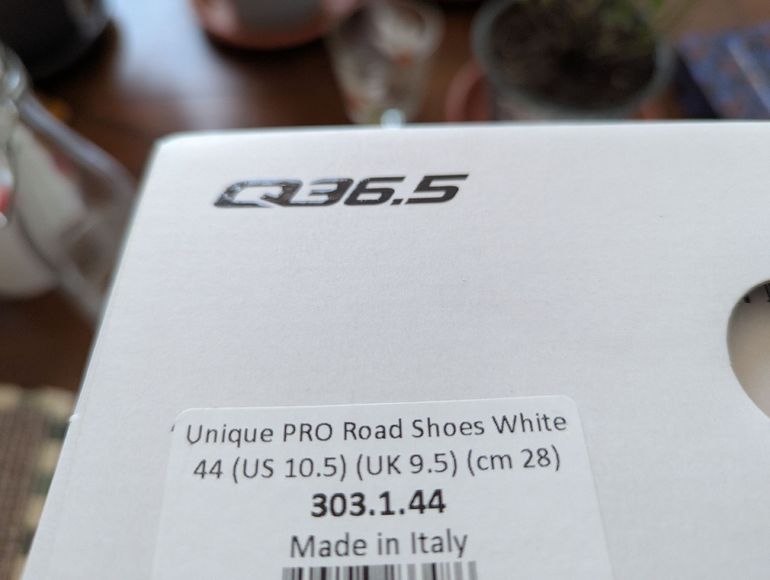 Q36.5
Unique PRO Road Shoes White
44 (US 10.5) (UK 9.5) (cm 28)
303.1.44
Made in Italy